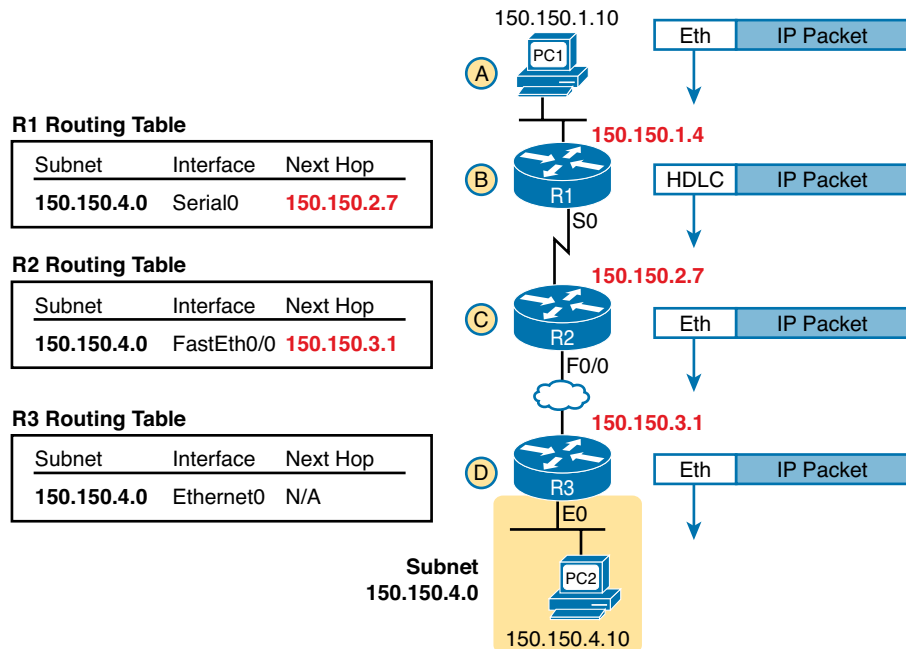 150.150.1.10
Eth IP Packet
PC1
A
R1 Routing Table
150.150.1.4
Subnet Interface Next Hop
150.150.4.0 Serial0 150.150.2.7
B
R1
HDLC IP Packet
S0
R2 Routing Table
150.150.2.7
Subnet Interface Next Hop
150.150.4.0 FastEth0/0 150.150.3.1
C
R2
Eth IP Packet
F0/0
R3 Routing Table
150.150.3.1
Subnet Interface Next Hop
150.150.4.0 Ethernet0 N/A
D
R3
Eth IP Packet
E0
Subnet
150.150.4.0
PC2
150.150.4.10